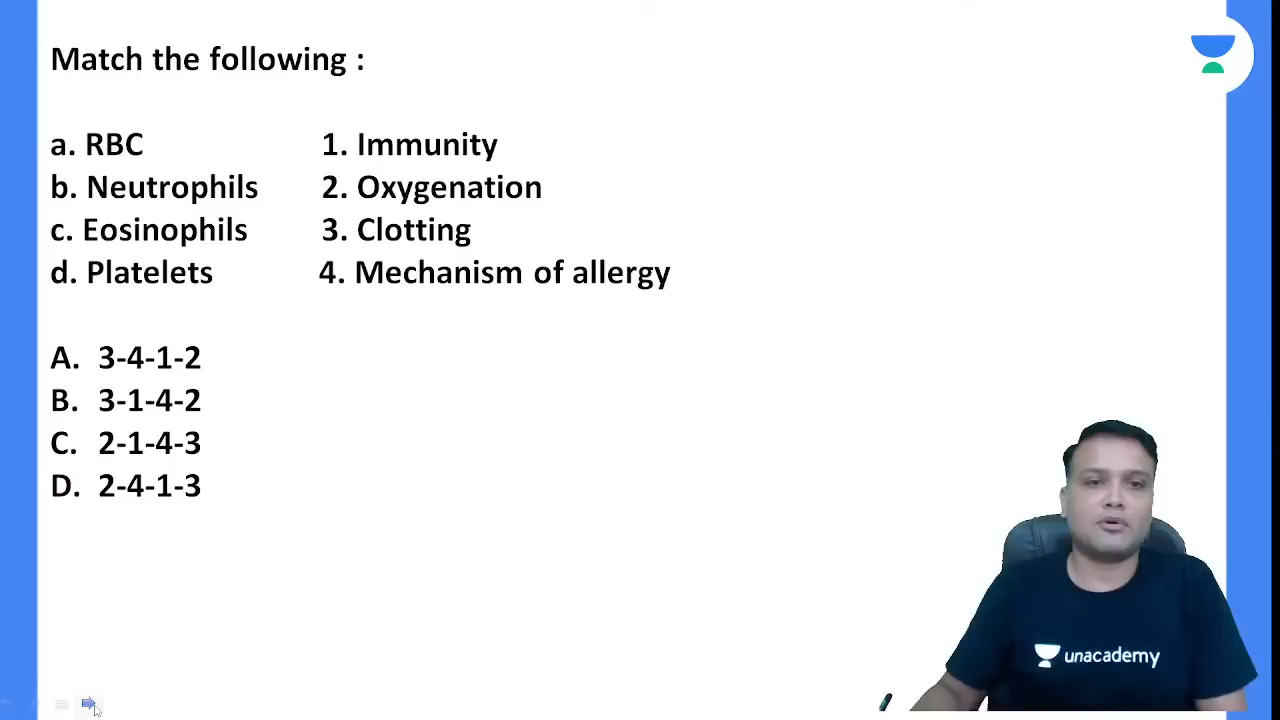 Match the following :
a. RBC 1. Immunity
b. Neutrophils 2. Oxygenation
c. Eosinophils 3. Clotting
d. Platelets 4. Mechanism of allergy
A. 3-4-1-2
B. 3-1-4-2
C. 2-1-4-3
D. 2-4-1-3
unacademy